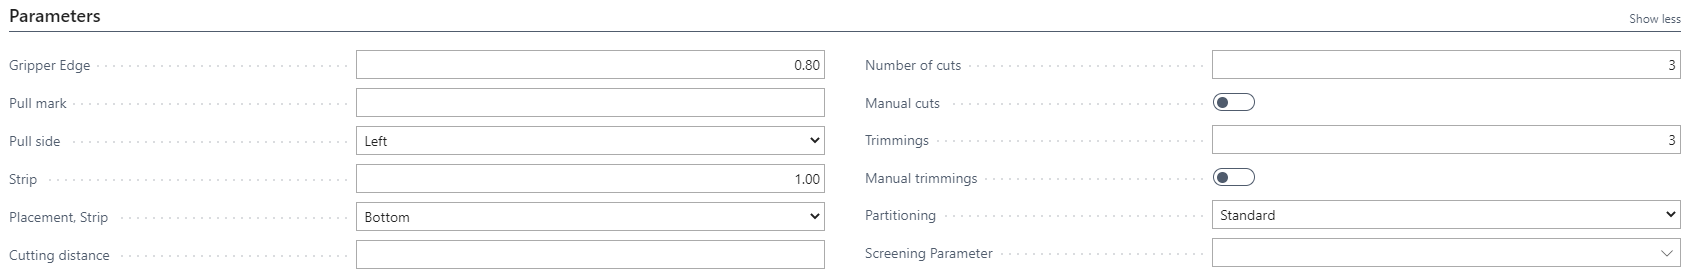 Parameters
Show less
Gripper Edge 0.80
Pull mark
Pull side Left
Strip 1.00
Placement, Strip Bottom
Cutting distance
Number of cuts 3
Manual cuts
Trimmings 3
Manual trimmings
Partitioning Standard
Screening Parameter